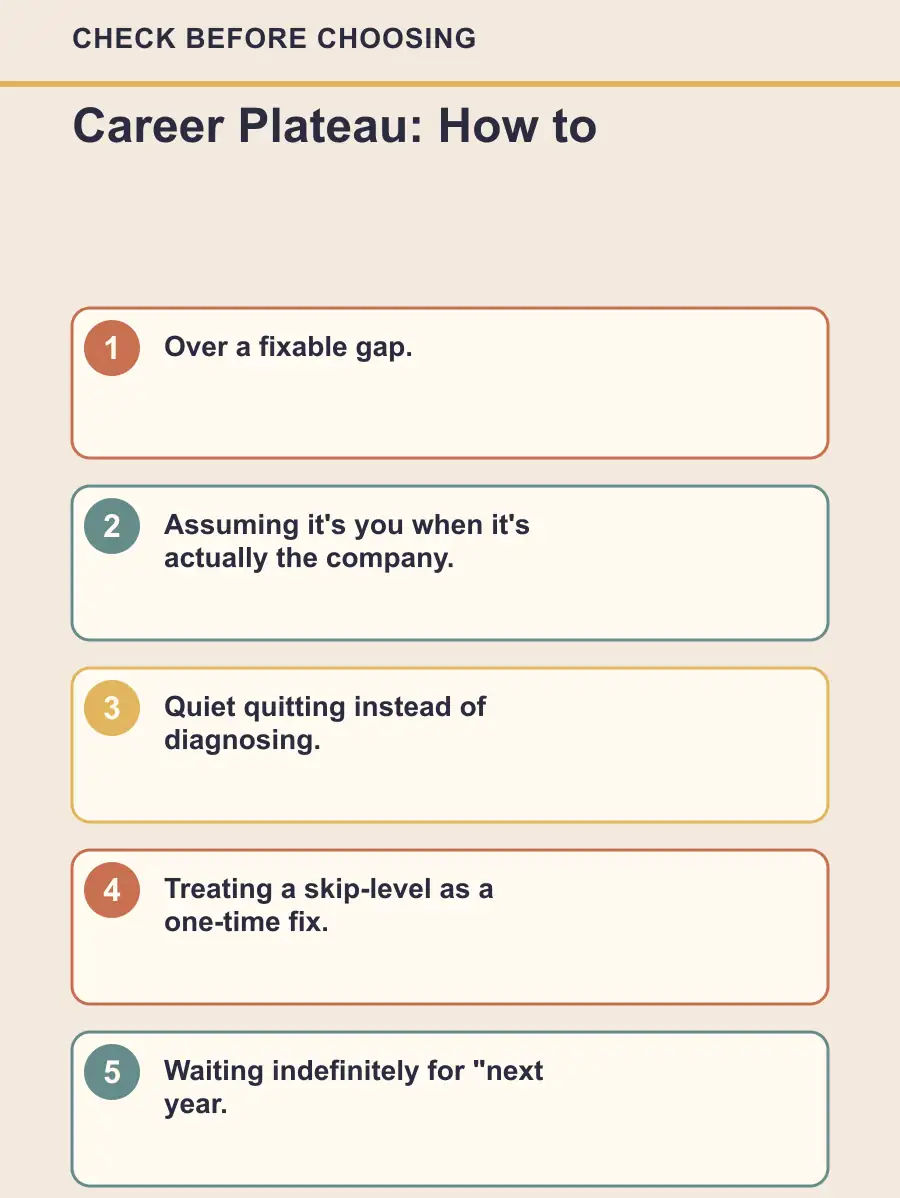 CHECK BEFORE CHOOSING
Career Plateau: How to
1
Over a fixable gap.
2
Assuming it's you when it's
actually the company.
3
Quiet quitting instead of
diagnosing.
4
Treating a skip-level as a
one-time fix.
5
Waiting indefinitely for "next
year.